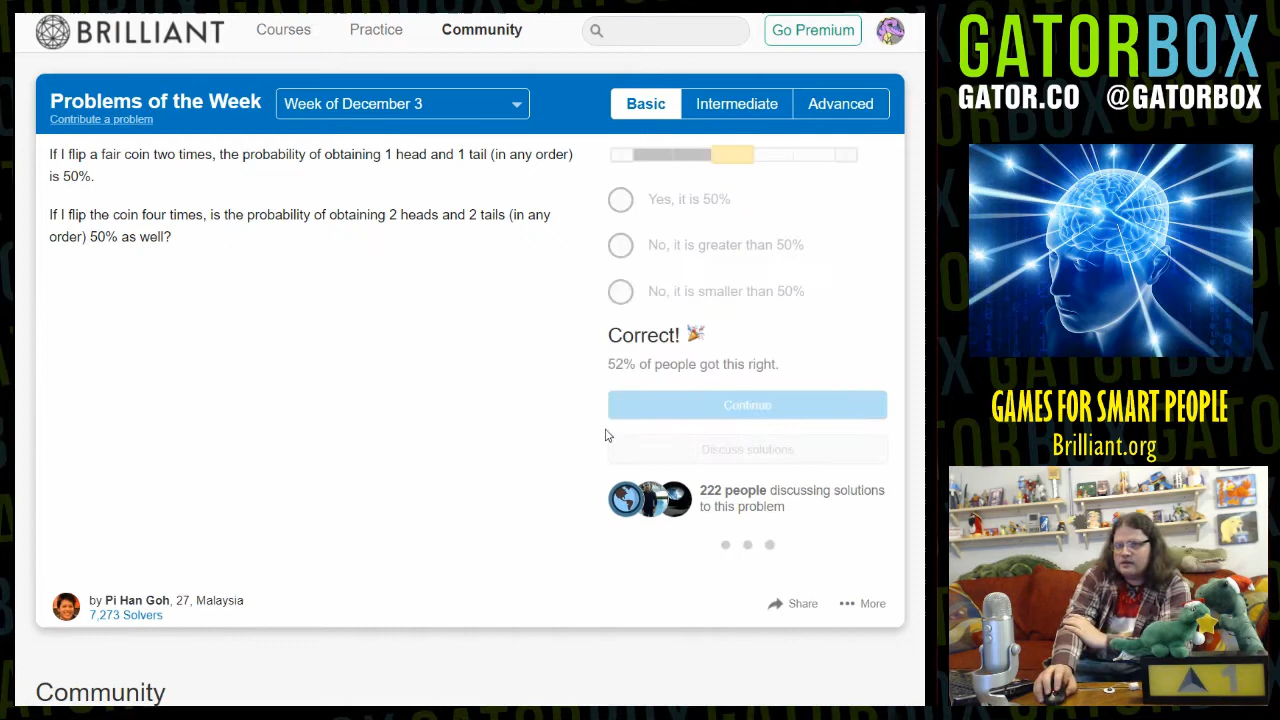 BRILLIANT
Courses
Practice
Community
Go Premium
Problems of the Week
Contribute a problem
Week of December 3
Basic
Intermediate
Advanced
If I flip a fair coin two times, the probability of obtaining 1 head and 1 tail (in any order)
is 50%.
If I flip the coin four times, is the probability of obtaining 2 heads and 2 tails (in any
order) 50% as well?
Yes, it is 50%
No, it is greater than 50%
No, it is smaller than 50%
Correct!
52% of people got this right.
Continue
Discuss solutions
222 people discussing solutions
to this problem
by Pi Han Goh, 27, Malaysia
7,273 Solvers
Share
More
Community
GATORBOX
GATOR.CO @GATORBOX
GAMES FOR SMART PEOPLE
Brilliant.org
1